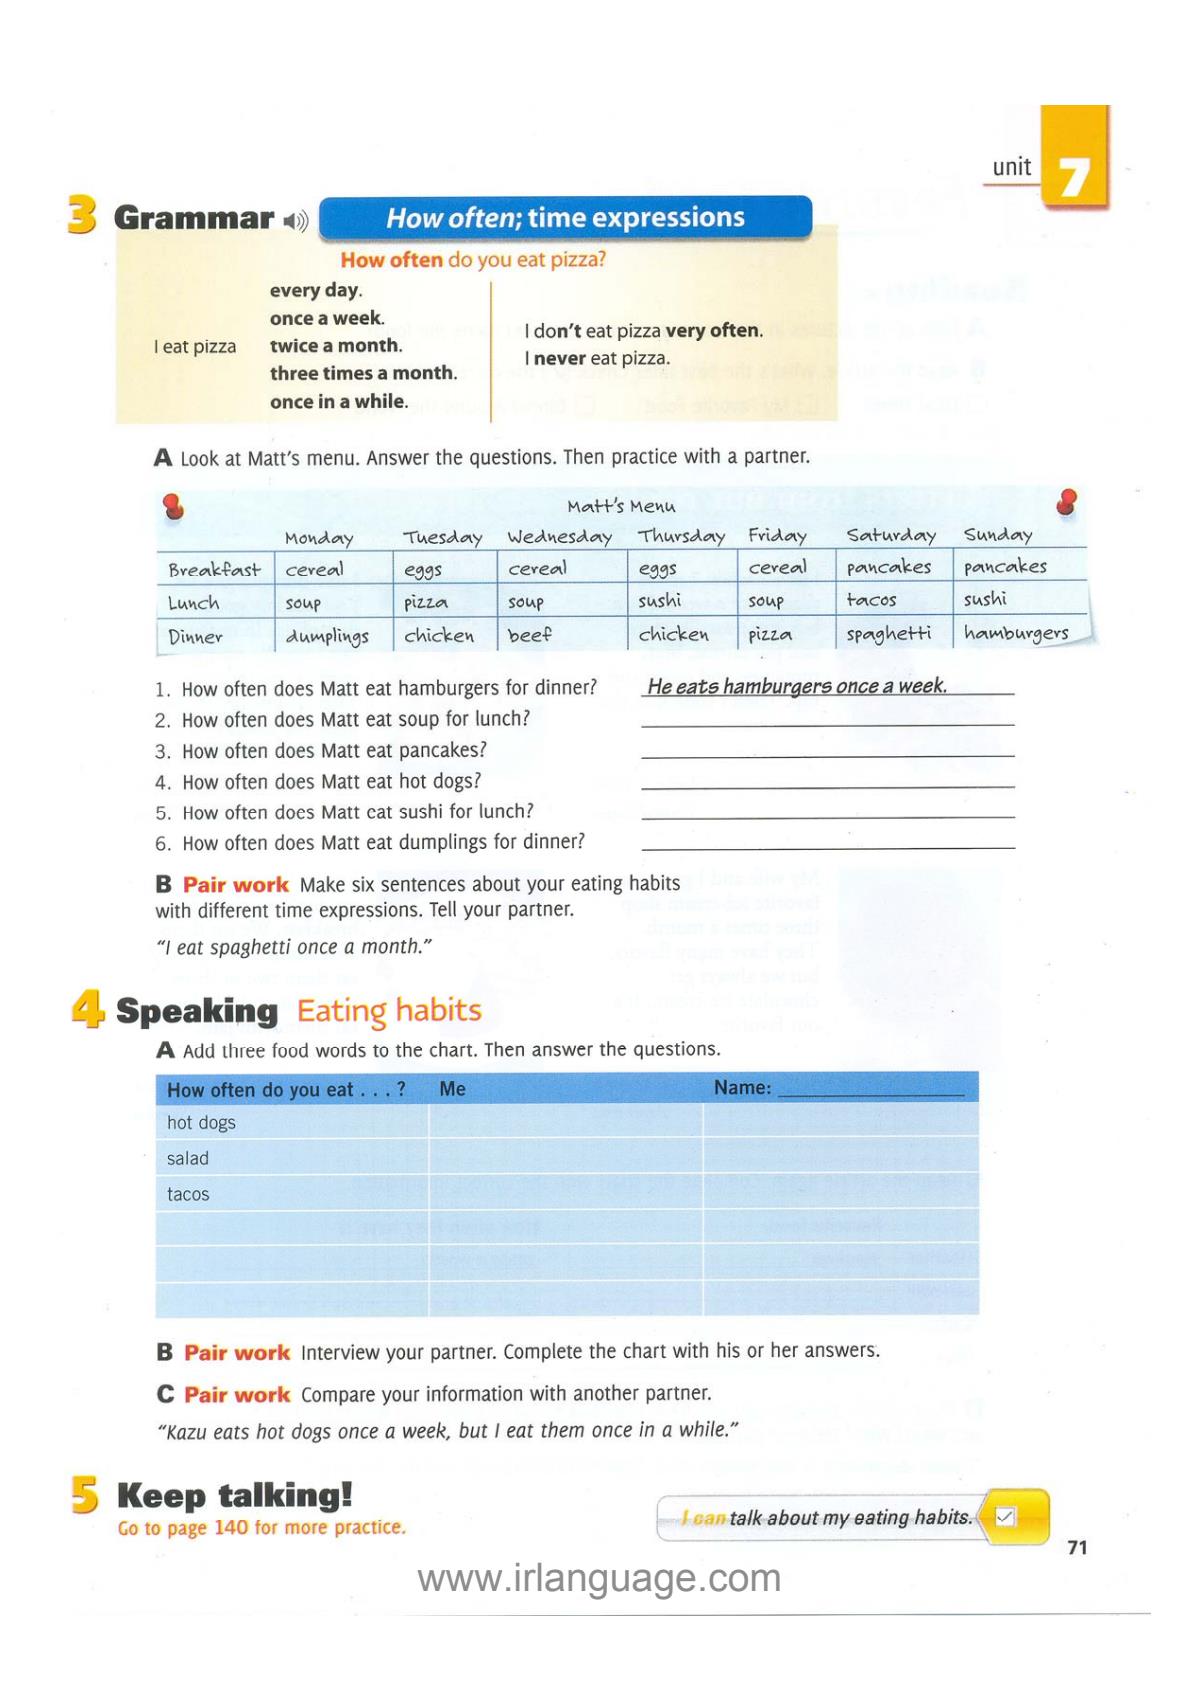 unit 7
3 Grammar How often; time expressions
How often do you eat pizza?
I eat pizza
every day.
once a week.
twice a month.
three times a month.
once in a while.
I don't eat pizza very often.
I never eat pizza.
A Look at Matt's menu. Answer the questions. Then practice with a partner.
Matt's Menu
Monday Tuesday Wednesday Thursday Friday Saturday Sunday
Breakfast cereal eggs cereal eggs cereal pancakes pancakes
Lunch soup pizza soup sushi soup tacos sushi
Dinner dumplings chicken beef chicken pizza spaghetti hamburgers
1. How often does Matt eat hamburgers for dinner? He eats hamburgers once a week.
2. How often does Matt eat soup for lunch?
3. How often does Matt eat pancakes?
4. How often does Matt eat hot dogs?
5. How often does Matt eat sushi for lunch?
6. How often does Matt eat dumplings for dinner?
B Pair work Make six sentences about your eating habits
with different time expressions. Tell your partner.
"I eat spaghetti once a month."
4 Speaking Eating habits
A Add three food words to the chart. Then answer the questions.
How often do you eat . . . ? Me Name:
hot dogs
salad
tacos
B Pair work Interview your partner. Complete the chart with his or her answers.
C Pair work Compare your information with another partner.
"Kazu eats hot dogs once a week, but I eat them once in a while."
5 Keep talking!
Go to page 140 for more practice.
I can talk about my eating habits.
71
www.irlanguage.com